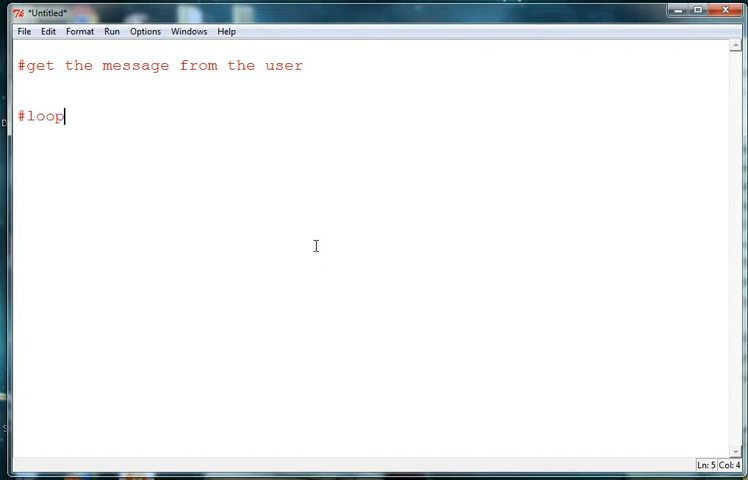 *Untitled*
File Edit Format Run Options Windows Help
#get the message from the user
#loop
Ln: 5 Col: 4